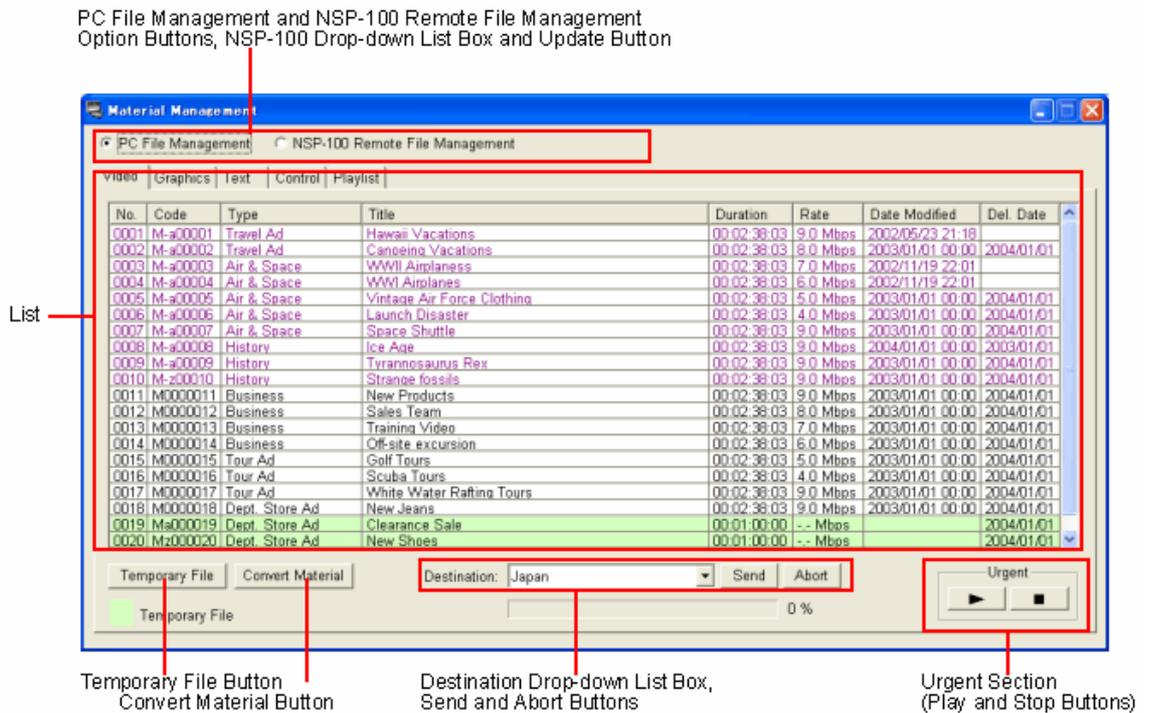 PC File Management and NSP-100 Remote File Management
Option Buttons, NSP-100 Drop-down List Box and Update Button
Material Management
PC File Management NSP-100 Remote File Management
Video Graphics Text Control Playlist
No. Code Type Title Duration Rate Date Modified Del. Date
0001 M-a00001 Travel Ad Hawaii Vacations 00:02:38:03 9.0 Mbps 2002/05/23 21:18
0002 M-a00002 Travel Ad Canoeing Vacations 00:02:38:03 8.0 Mbps 2003/01/01 00:00 2004/01/01
0003 M-a00003 Air & Space WWII Airplaness 00:02:38:03 7.0 Mbps 2002/11/19 22:01
0004 M-a00004 Air & Space WWI Airplanes 00:02:38:03 6.0 Mbps 2002/11/19 22:01
0005 M-a00005 Air & Space Vintage Air Force Clothing 00:02:38:03 5.0 Mbps 2003/01/01 00:00 2004/01/01
0006 M-a00006 Air & Space Launch Disaster 00:02:38:03 4.0 Mbps 2003/01/01 00:00 2004/01/01
0007 M-a00007 Air & Space Space Shuttle 00:02:38:03 9.0 Mbps 2003/01/01 00:00 2004/01/01
0008 M-a00008 History Ice Age 00:02:38:03 9.0 Mbps 2004/01/01 00:00 2003/01/01
0009 M-a00009 History Tyrannosaurus Rex 00:02:38:03 9.0 Mbps 2003/01/01 00:00 2004/01/01
0010 M-z00010 History Strange fossils 00:02:38:03 9.0 Mbps 2003/01/01 00:00 2004/01/01
0011 M0000011 Business New Products 00:02:38:03 9.0 Mbps 2003/01/01 00:00 2004/01/01
0012 M0000012 Business Sales Team 00:02:38:03 8.0 Mbps 2003/01/01 00:00 2004/01/01
0013 M0000013 Business Training Video 00:02:38:03 7.0 Mbps 2003/01/01 00:00 2004/01/01
0014 M0000014 Business Off-site excursion 00:02:38:03 6.0 Mbps 2003/01/01 00:00 2004/01/01
0015 M0000015 Tour Ad Golf Tours 00:02:38:03 5.0 Mbps 2003/01/01 00:00 2004/01/01
0016 M0000016 Tour Ad Scuba Tours 00:02:38:03 4.0 Mbps 2003/01/01 00:00 2004/01/01
0017 M0000017 Tour Ad White Water Rafting Tours 00:02:38:03 9.0 Mbps 2003/01/01 00:00 2004/01/01
0018 M0000018 Dept. Store Ad New Jeans 00:02:38:03 9.0 Mbps 2003/01/01 00:00 2004/01/01
0019 Ma000019 Dept. Store Ad Clearance Sale 00:01:00:00 -.- Mbps 2004/01/01
0020 Mz000020 Dept. Store Ad New Shoes 00:01:00:00 -.- Mbps 2004/01/01
List
Temporary File Convert Material Destination: Japan Send Abort Urgent
Temporary File 0 %
Temporary File Button
Convert Material Button
Destination Drop-down List Box,
Send and Abort Buttons
Urgent Section
(Play and Stop Buttons)